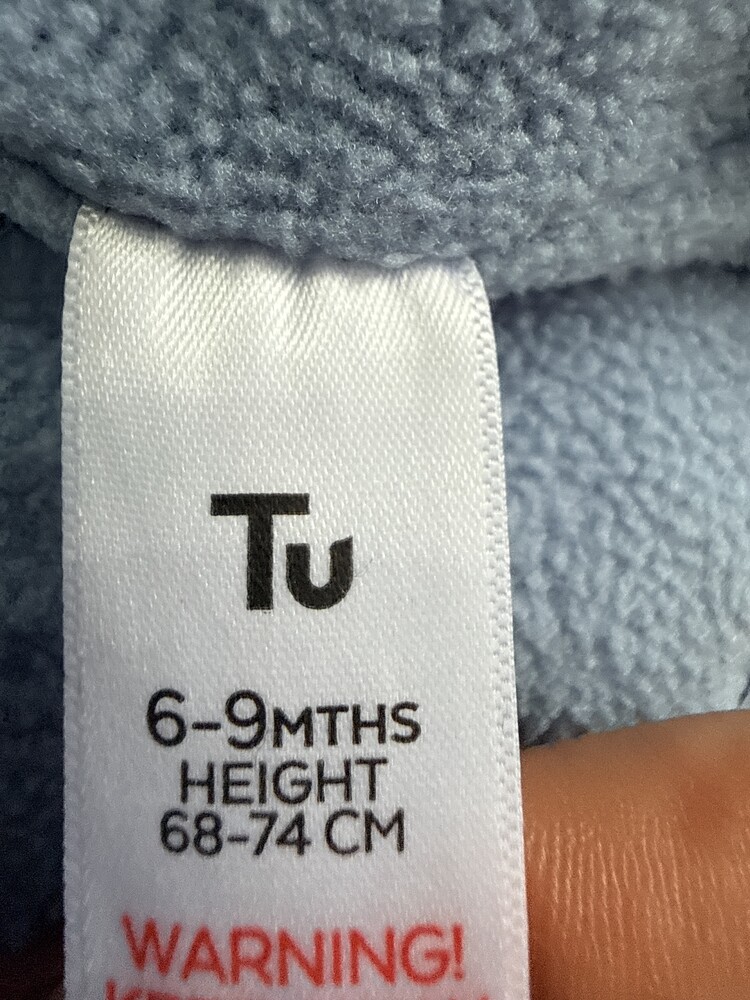 Tu
6-9MTHS
HEIGHT
68-74 CM
WARNING!